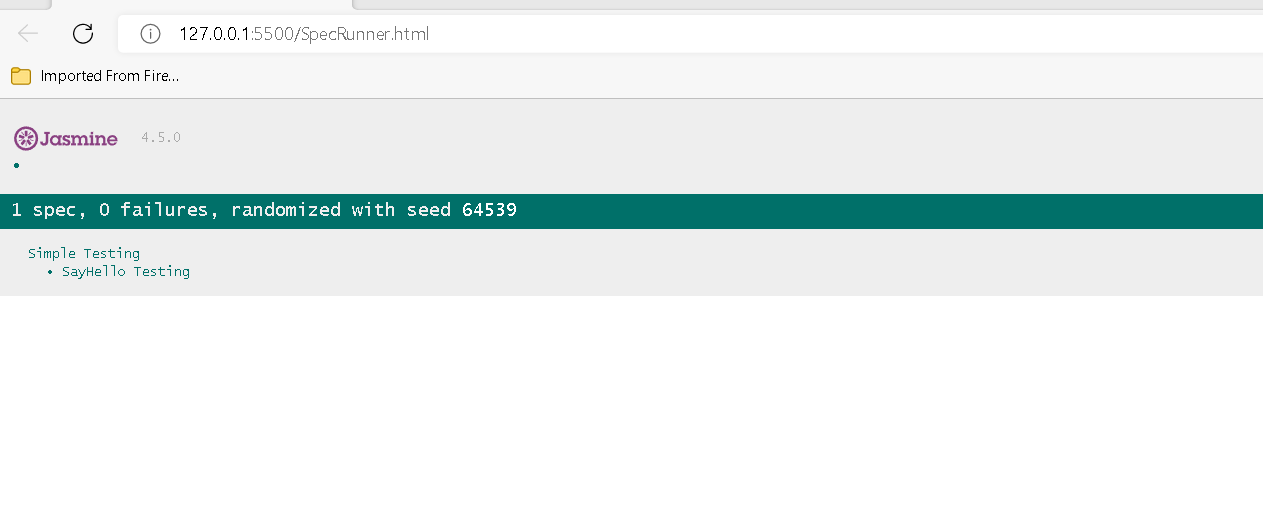 127.0.0.1:5500/SpecRunner.html
Imported From Fire...
Jasmine 4.5.0
•
1 spec, 0 failures, randomized with seed 64539
Simple Testing
• SayHello Testing